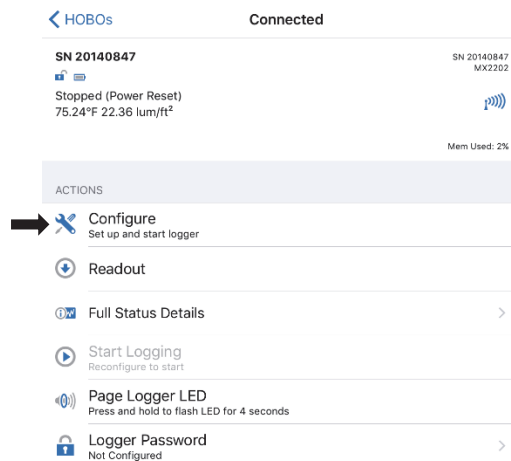 HOBOs
Connected
SN 20140847
SN 20140847
MX2202
Stopped (Power Reset)
75.24°F 22.36 lum/ft²
Mem Used: 2%
ACTIONS
Configure
Set up and start logger
Readout
Full Status Details
Start Logging
Reconfigure to start
Page Logger LED
Press and hold to flash LED for 4 seconds
Logger Password
Not Configured